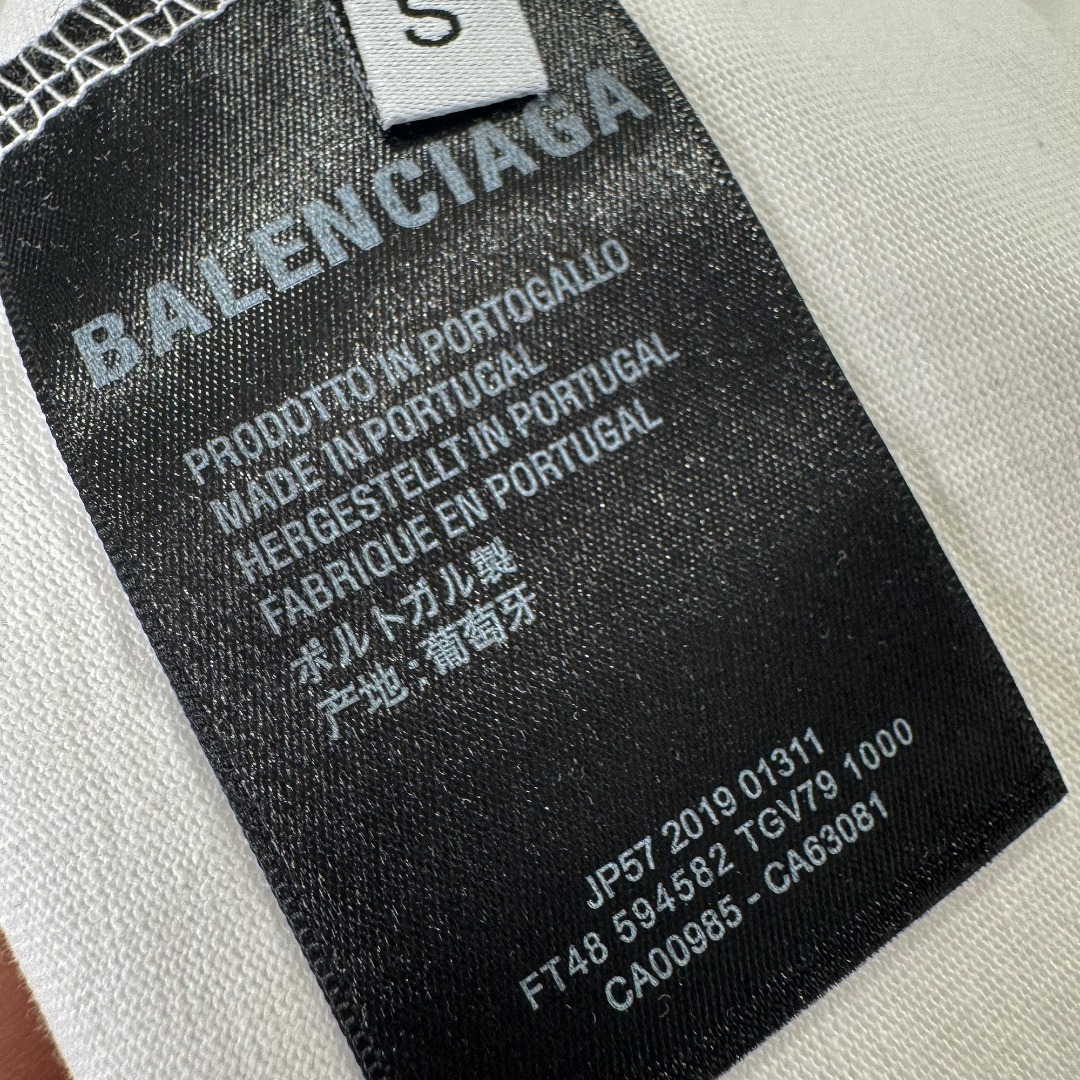 S
BALENCIAGA
PRODOTTO IN PORTOGALLO
MADE IN PORTUGAL
HERGESTELLT IN PORTUGAL
FABRIQUE EN PORTUGAL
ポルトガル製
产地:葡萄牙
JP57 2019 01311
FT48 594582 TGV79 1000
CA00985 - CA63081